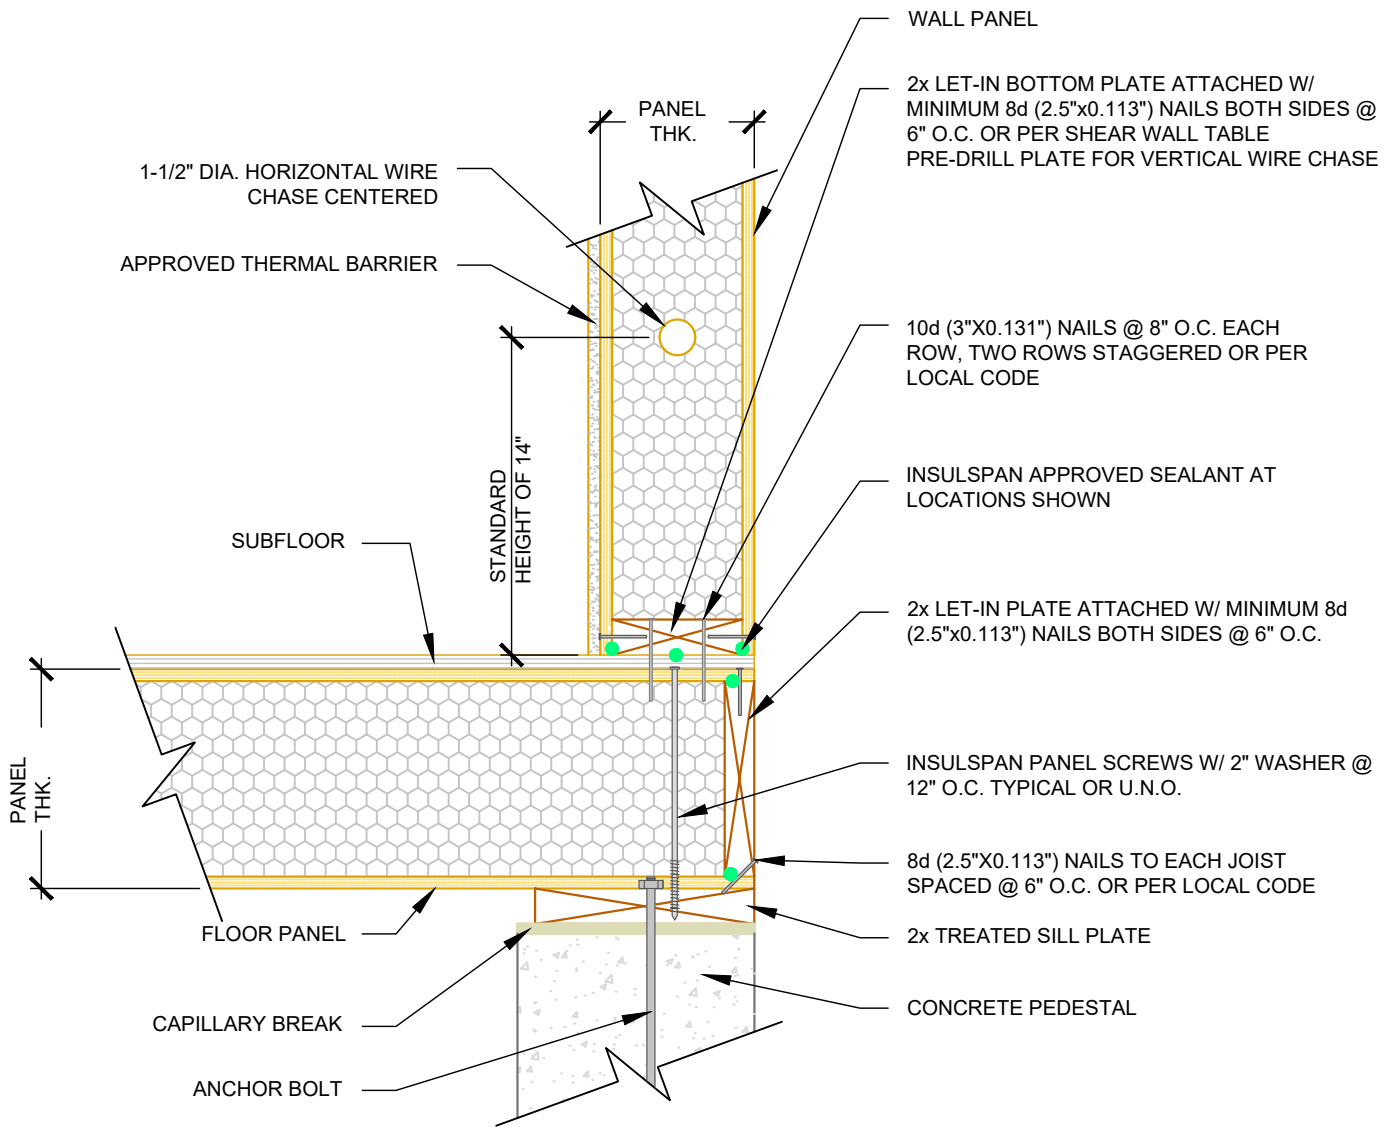 WALL PANEL
2x LET-IN BOTTOM PLATE ATTACHED W/
MINIMUM 8d (2.5"x0.113") NAILS BOTH SIDES @
6" O.C. OR PER SHEAR WALL TABLE
PRE-DRILL PLATE FOR VERTICAL WIRE CHASE
PANEL
THK.
1-1/2" DIA. HORIZONTAL WIRE
CHASE CENTERED
APPROVED THERMAL BARRIER
10d (3"X0.131") NAILS @ 8" O.C. EACH
ROW, TWO ROWS STAGGERED OR PER
LOCAL CODE
STANDARD
HEIGHT OF 14"
INSULSPAN APPROVED SEALANT AT
LOCATIONS SHOWN
SUBFLOOR
2x LET-IN PLATE ATTACHED W/ MINIMUM 8d
(2.5"x0.113") NAILS BOTH SIDES @ 6" O.C.
PANEL
THK.
INSULSPAN PANEL SCREWS W/ 2" WASHER @
12" O.C. TYPICAL OR U.N.O.
8d (2.5"X0.113") NAILS TO EACH JOIST
SPACED @ 6" O.C. OR PER LOCAL CODE
FLOOR PANEL
2x TREATED SILL PLATE
CONCRETE PEDESTAL
CAPILLARY BREAK
ANCHOR BOLT